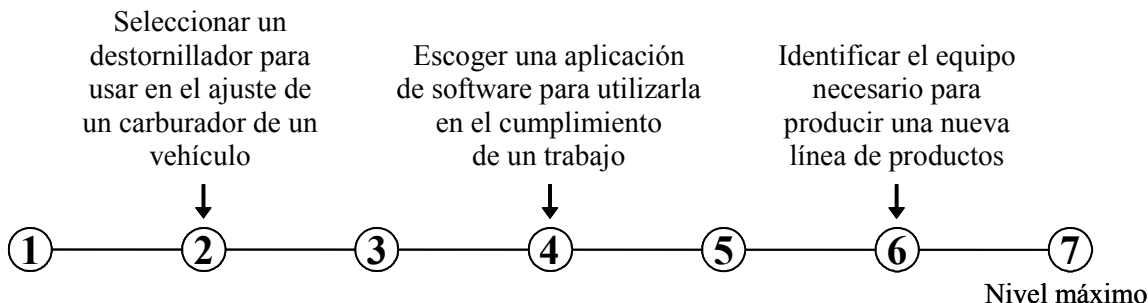 Seleccionar un
destornillador para
usar en el ajuste de
un carburador de un
vehículo
Escoger una aplicación
de software para utilizarla
en el cumplimiento
de un trabajo
Identificar el equipo
necesario para
producir una nueva
línea de productos
1 2 3 4 5 6 7
Nivel máximo